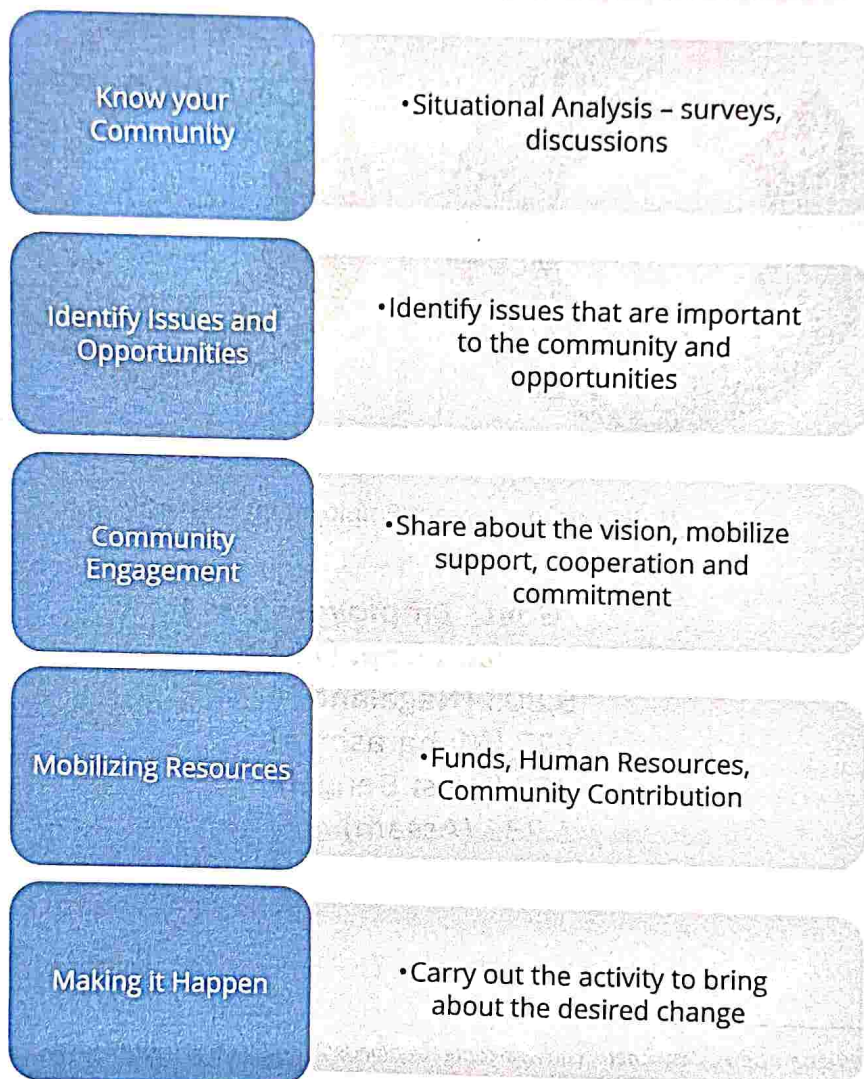 Know your
Community
•Situational Analysis – surveys,
discussions
Identify Issues and
Opportunities
•Identify issues that are important
to the community and
opportunities
Community
Engagement
•Share about the vision, mobilize
support, cooperation and
commitment
Mobilizing Resources
•Funds, Human Resources,
Community Contribution
Making it Happen
•Carry out the activity to bring
about the desired change